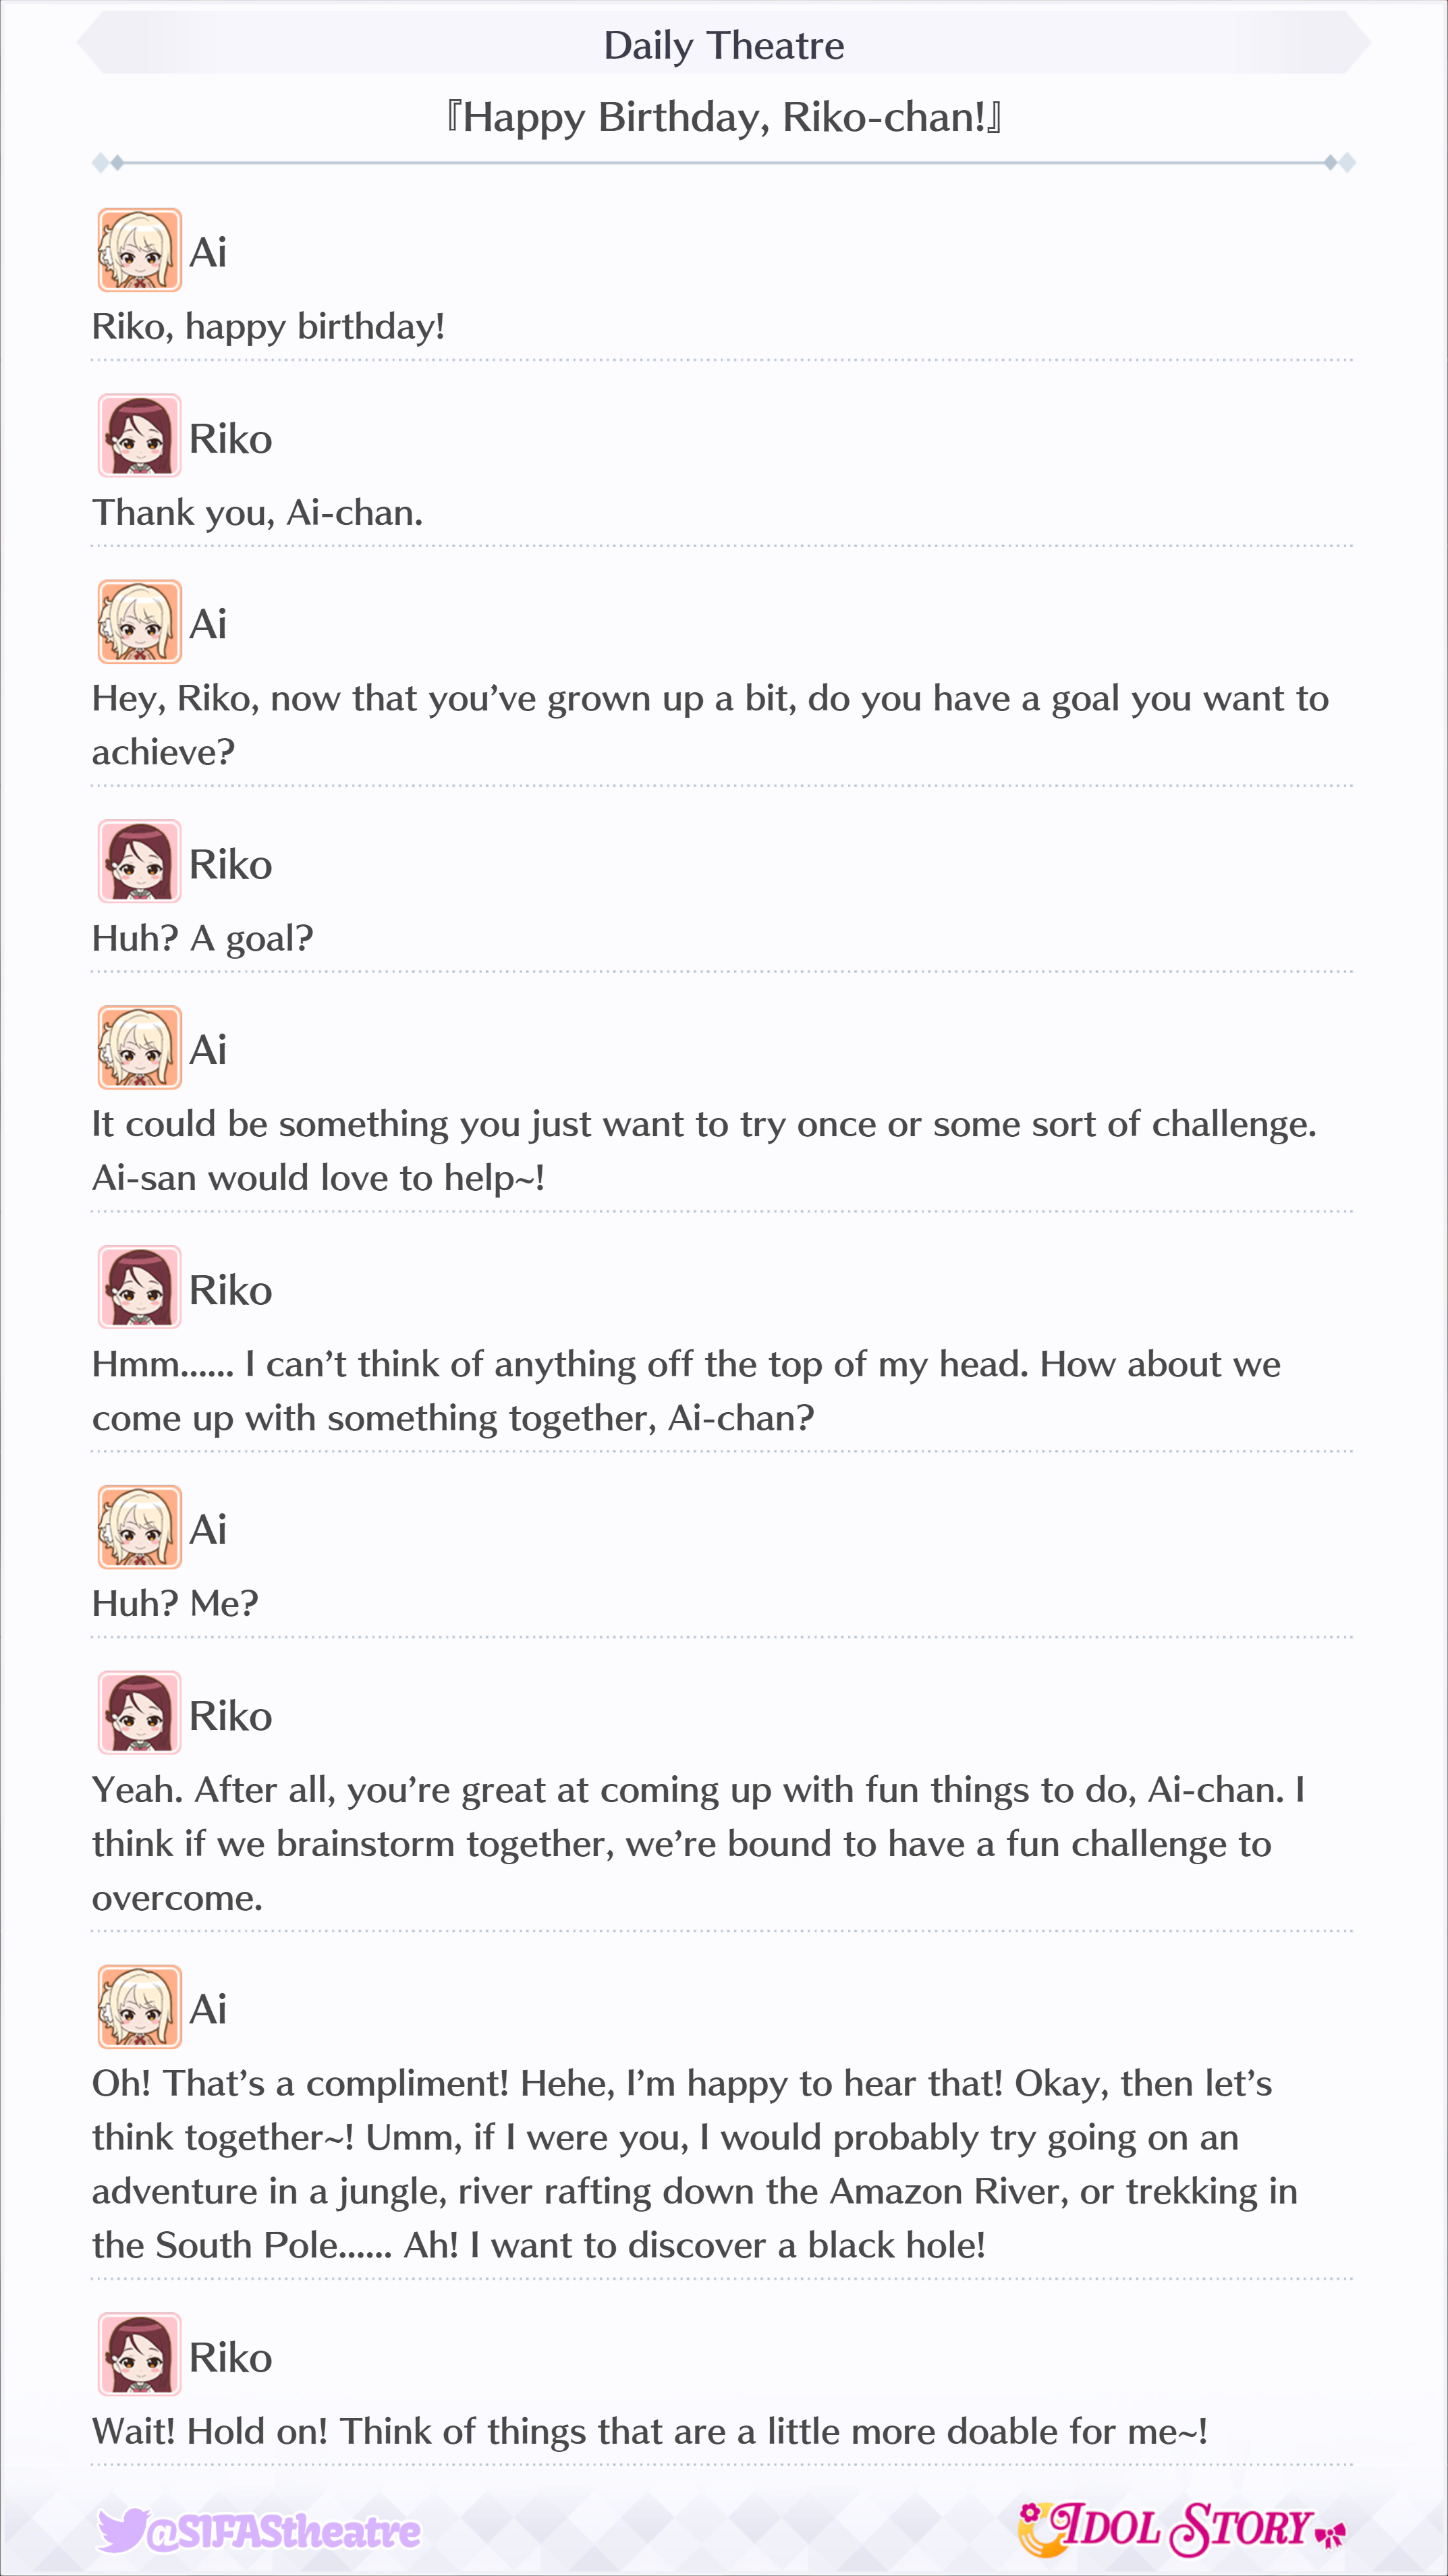 Daily Theatre
『Happy Birthday, Riko-chan!』
Ai
Riko, happy birthday!
Riko
Thank you, Ai-chan.
Ai
Hey, Riko, now that you’ve grown up a bit, do you have a goal you want to
achieve?
Riko
Huh? A goal?
Ai
It could be something you just want to try once or some sort of challenge.
Ai-san would love to help~!
Riko
Hmm...... I can’t think of anything off the top of my head. How about we
come up with something together, Ai-chan?
Ai
Huh? Me?
Riko
Yeah. After all, you’re great at coming up with fun things to do, Ai-chan. I
think if we brainstorm together, we’re bound to have a fun challenge to
overcome.
Ai
Oh! That’s a compliment! Hehe, I’m happy to hear that! Okay, then let’s
think together~! Umm, if I were you, I would probably try going on an
adventure in a jungle, river rafting down the Amazon River, or trekking in
the South Pole...... Ah! I want to discover a black hole!
Riko
Wait! Hold on! Think of things that are a little more doable for me~!
@SIFAStheatre
IDOL STORY